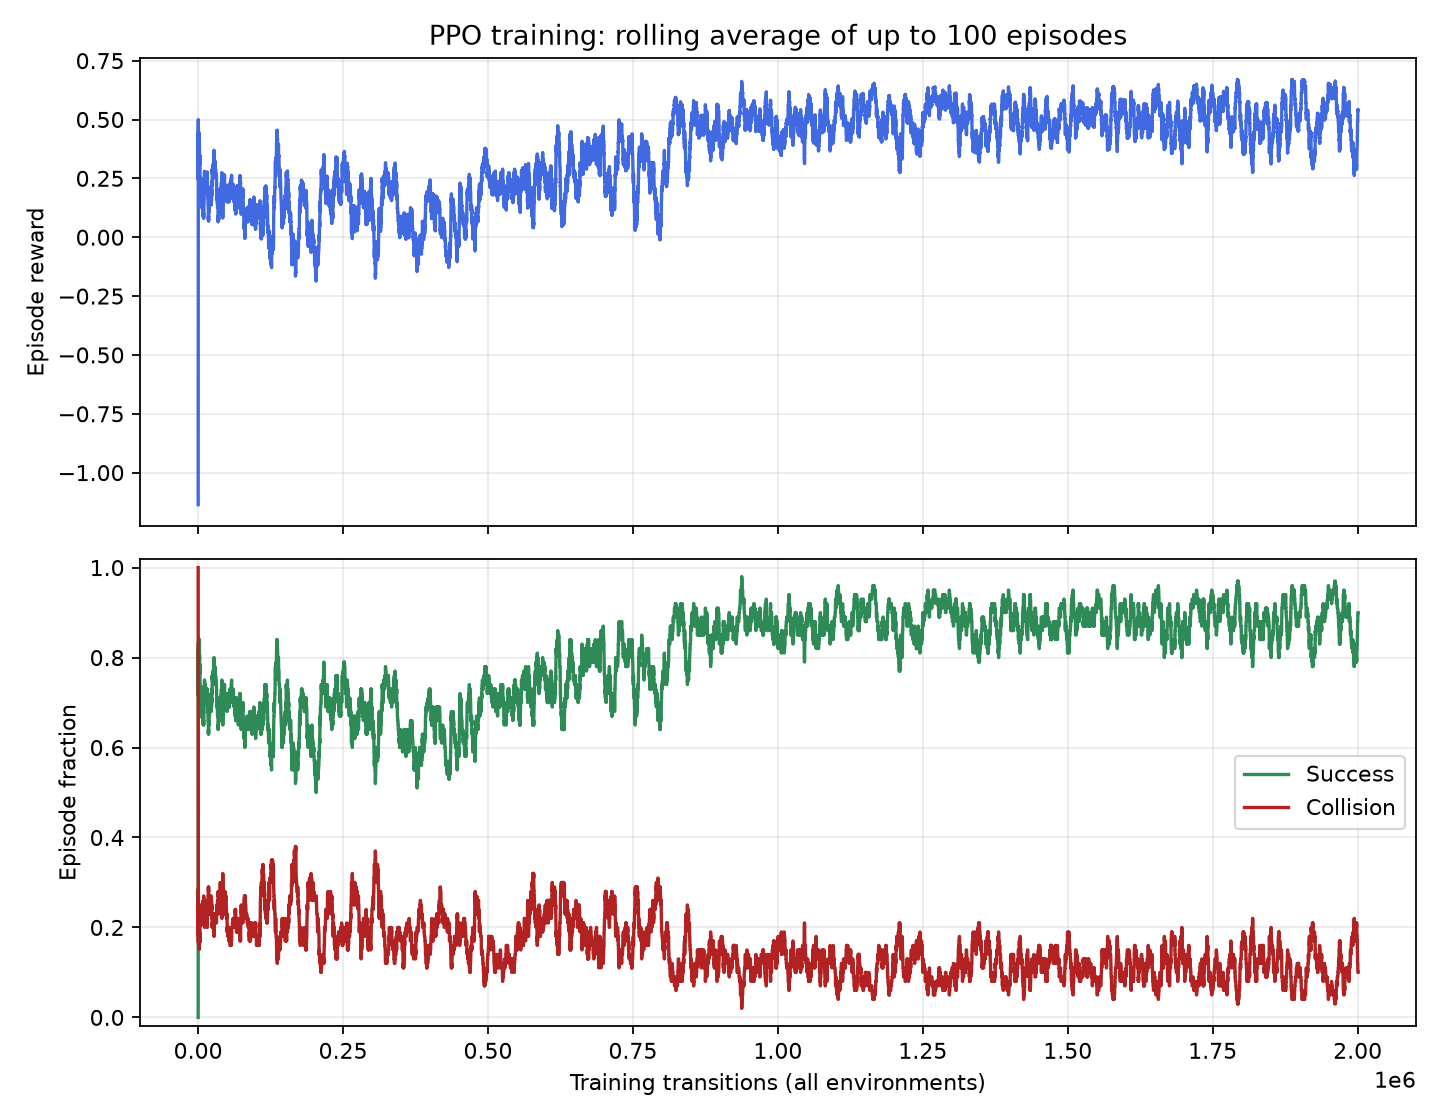 PPO training: rolling average of up to 100 episodes
0.75
0.50
0.25
0.00
−0.25
−0.50
−0.75
−1.00
Episode reward
1.0
0.8
0.6
0.4
0.2
0.0
Episode fraction
Success
Collision
0.00 0.25 0.50 0.75 1.00 1.25 1.50 1.75 2.00
1e6
Training transitions (all environments)